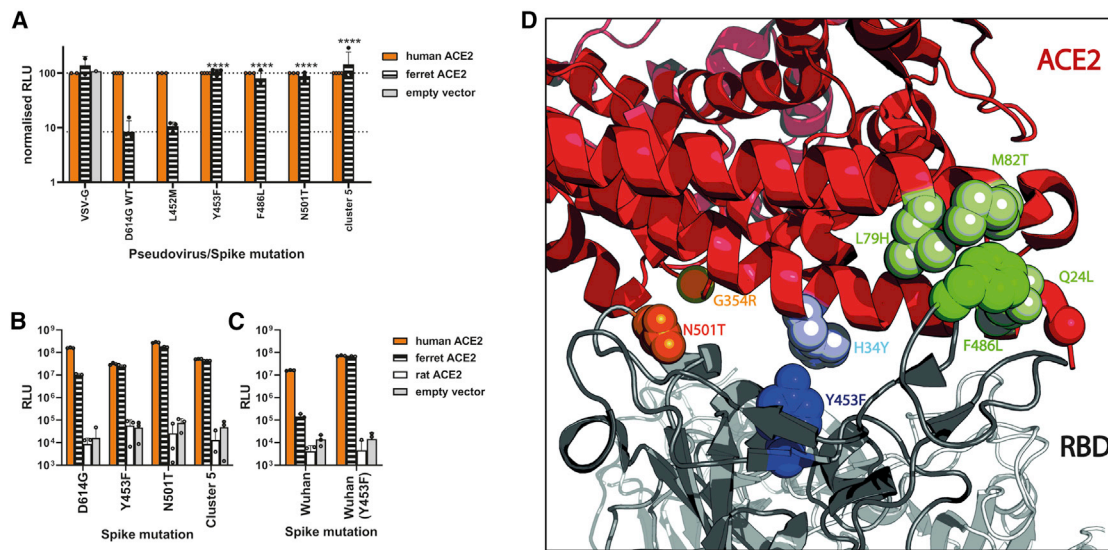 A
normalised RLU
100
10
1
****
****
****
****
human ACE2
ferret ACE2
empty vector
VSV-G
D614G WT
L452M
Y453F
F486L
N501T
cluster 5
Pseudovirus/Spike mutation
B
RLU
10⁹
10⁸
10⁷
10⁶
10⁵
10⁴
10³
D614G
Y453F
N501T
Cluster 5
Spike mutation
C
RLU
10⁹
10⁸
10⁷
10⁶
10⁵
10⁴
10³
Wuhan
Wuhan
(Y453F)
Spike mutation
human ACE2
ferret ACE2
rat ACE2
empty vector
D
ACE2
M82T
L79H
Q24L
G354R
N501T
H34Y
F486L
Y453F
RBD